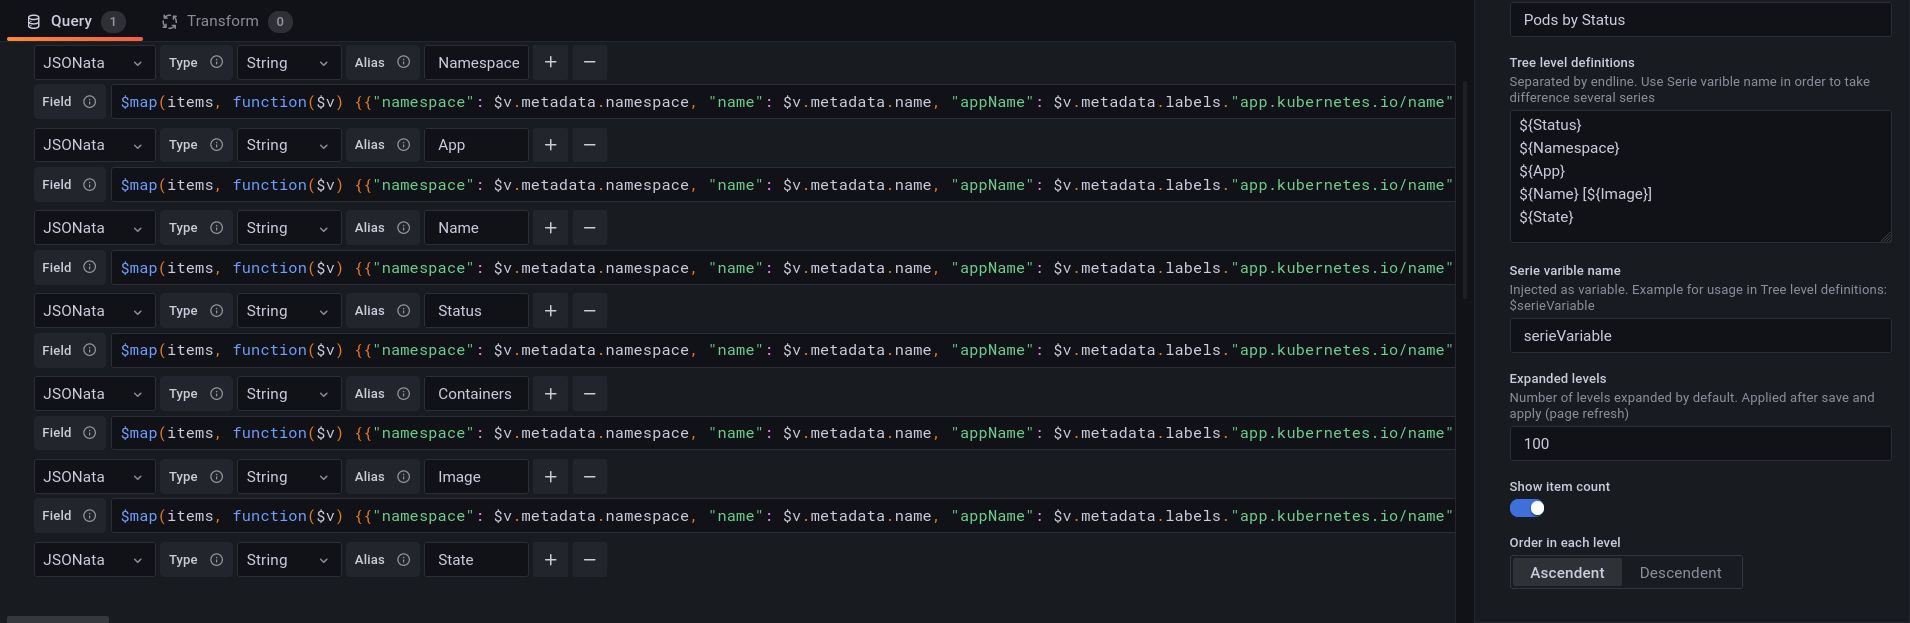 Query 1 Transform 0
JSONata Type String Alias Namespace + −
Field $map(items, function($v) {{"namespace": $v.metadata.namespace, "name": $v.metadata.name, "appName": $v.metadata.labels."app.kubernetes.io/name"
JSONata Type String Alias App + −
Field $map(items, function($v) {{"namespace": $v.metadata.namespace, "name": $v.metadata.name, "appName": $v.metadata.labels."app.kubernetes.io/name"
JSONata Type String Alias Name + −
Field $map(items, function($v) {{"namespace": $v.metadata.namespace, "name": $v.metadata.name, "appName": $v.metadata.labels."app.kubernetes.io/name"
JSONata Type String Alias Status + −
Field $map(items, function($v) {{"namespace": $v.metadata.namespace, "name": $v.metadata.name, "appName": $v.metadata.labels."app.kubernetes.io/name"
JSONata Type String Alias Containers + −
Field $map(items, function($v) {{"namespace": $v.metadata.namespace, "name": $v.metadata.name, "appName": $v.metadata.labels."app.kubernetes.io/name"
JSONata Type String Alias Image + −
Field $map(items, function($v) {{"namespace": $v.metadata.namespace, "name": $v.metadata.name, "appName": $v.metadata.labels."app.kubernetes.io/name"
JSONata Type String Alias State + −
Pods by Status
Tree level definitions
Separated by endline. Use Serie varible name in order to take
difference several series
${Status}
${Namespace}
${App}
${Name} [${Image}]
${State}
Serie varible name
Injected as variable. Example for usage in Tree level definitions:
$serieVariable
serieVariable
Expanded levels
Number of levels expanded by default. Applied after save and
apply (page refresh)
100
Show item count
Order in each level
Ascendent Descendent